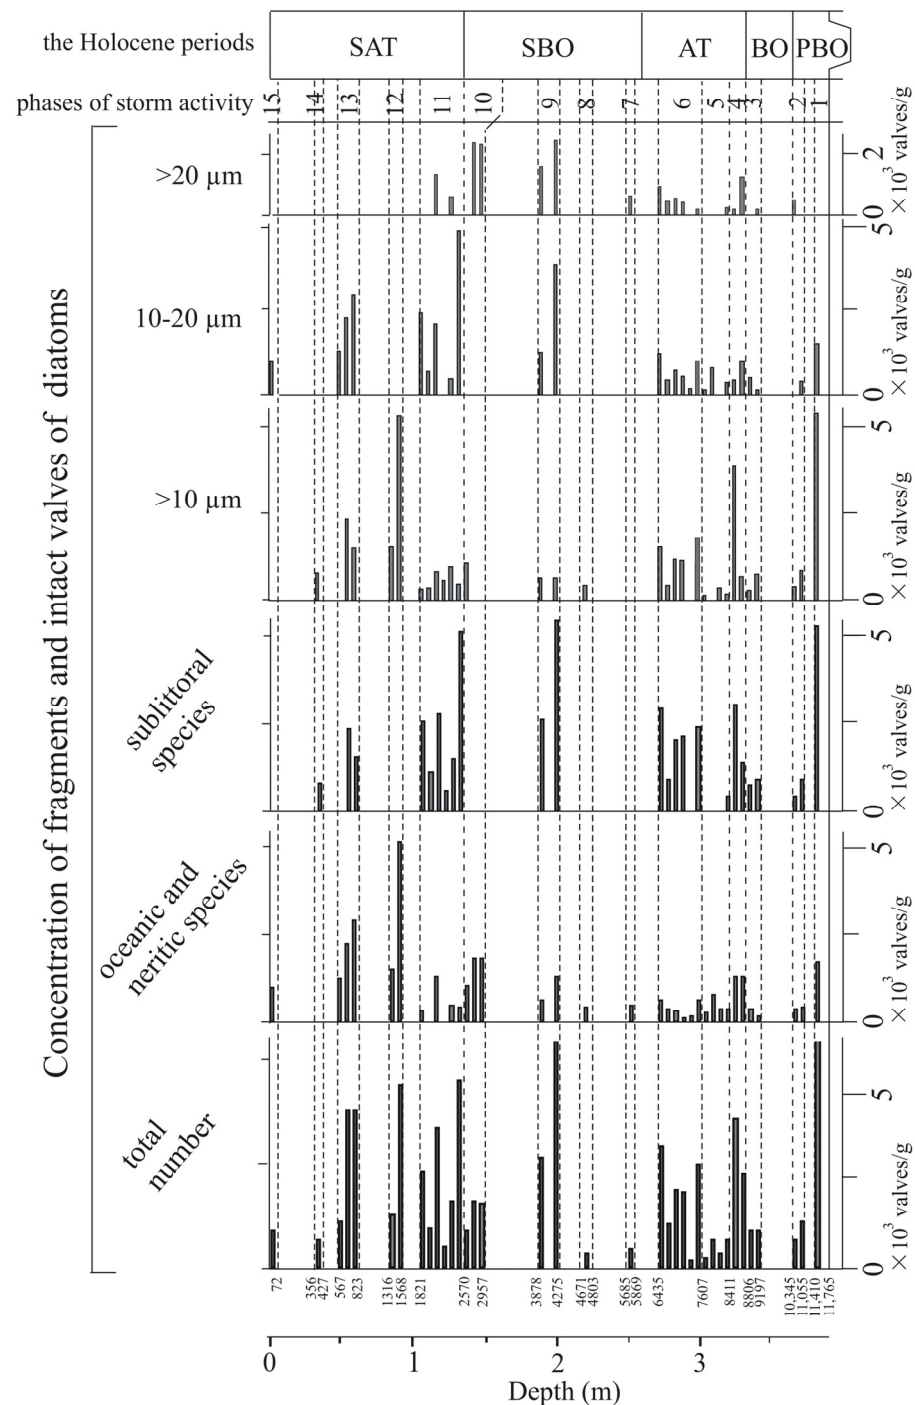 the Holocene periods
SAT SBO AT BO PBO
phases of storm activity
15 14 13 12 11 10 9 8 7 6 5 4 3 2 1
Concentration of fragments and intact valves of diatoms
>20 µm
0 2
×10³ valves/g
10-20 µm
0 5
×10³ valves/g
>10 µm
0 5
×10³ valves/g
sublittoral
species
0 5
×10³ valves/g
oceanic and
neritic species
0 5
×10³ valves/g
total
number
0 5
×10³ valves/g
72 356 427 567 823 1316 1568 1821 2570 2957 3878 4275 4671 4803 5685 5869 6435 7607 8411 8806 9197 10,345 11,055 11,410 11,765
0 1 2 3
Depth (m)